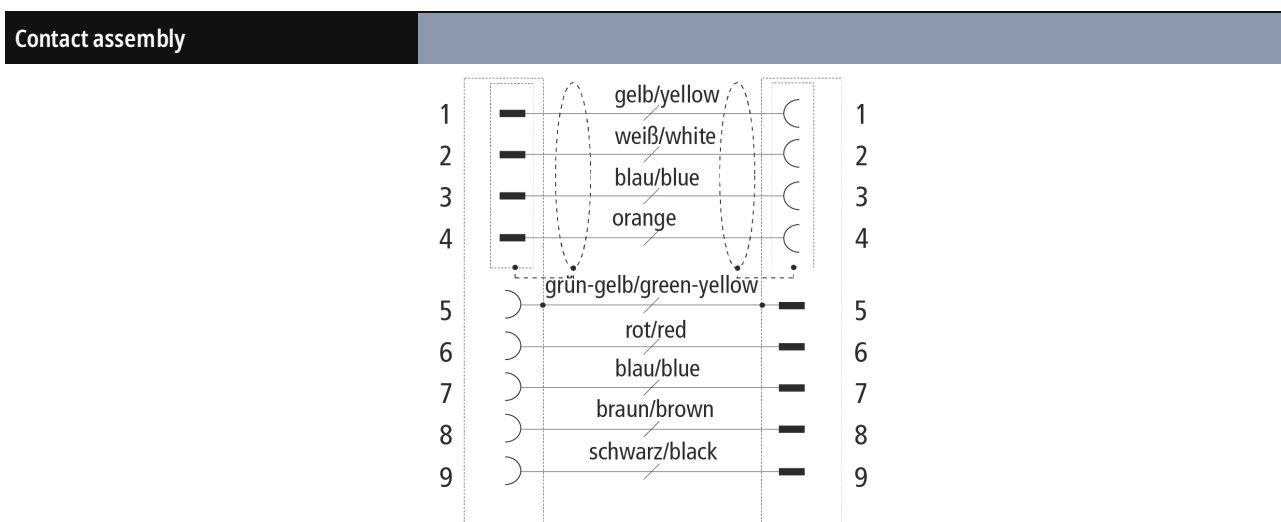 Contact assembly
1 gelb/yellow 1
2 weiß/white 2
3 blau/blue 3
4 orange 4
5 grün-gelb/green-yellow 5
6 rot/red 6
7 blau/blue 7
8 braun/brown 8
9 schwarz/black 9